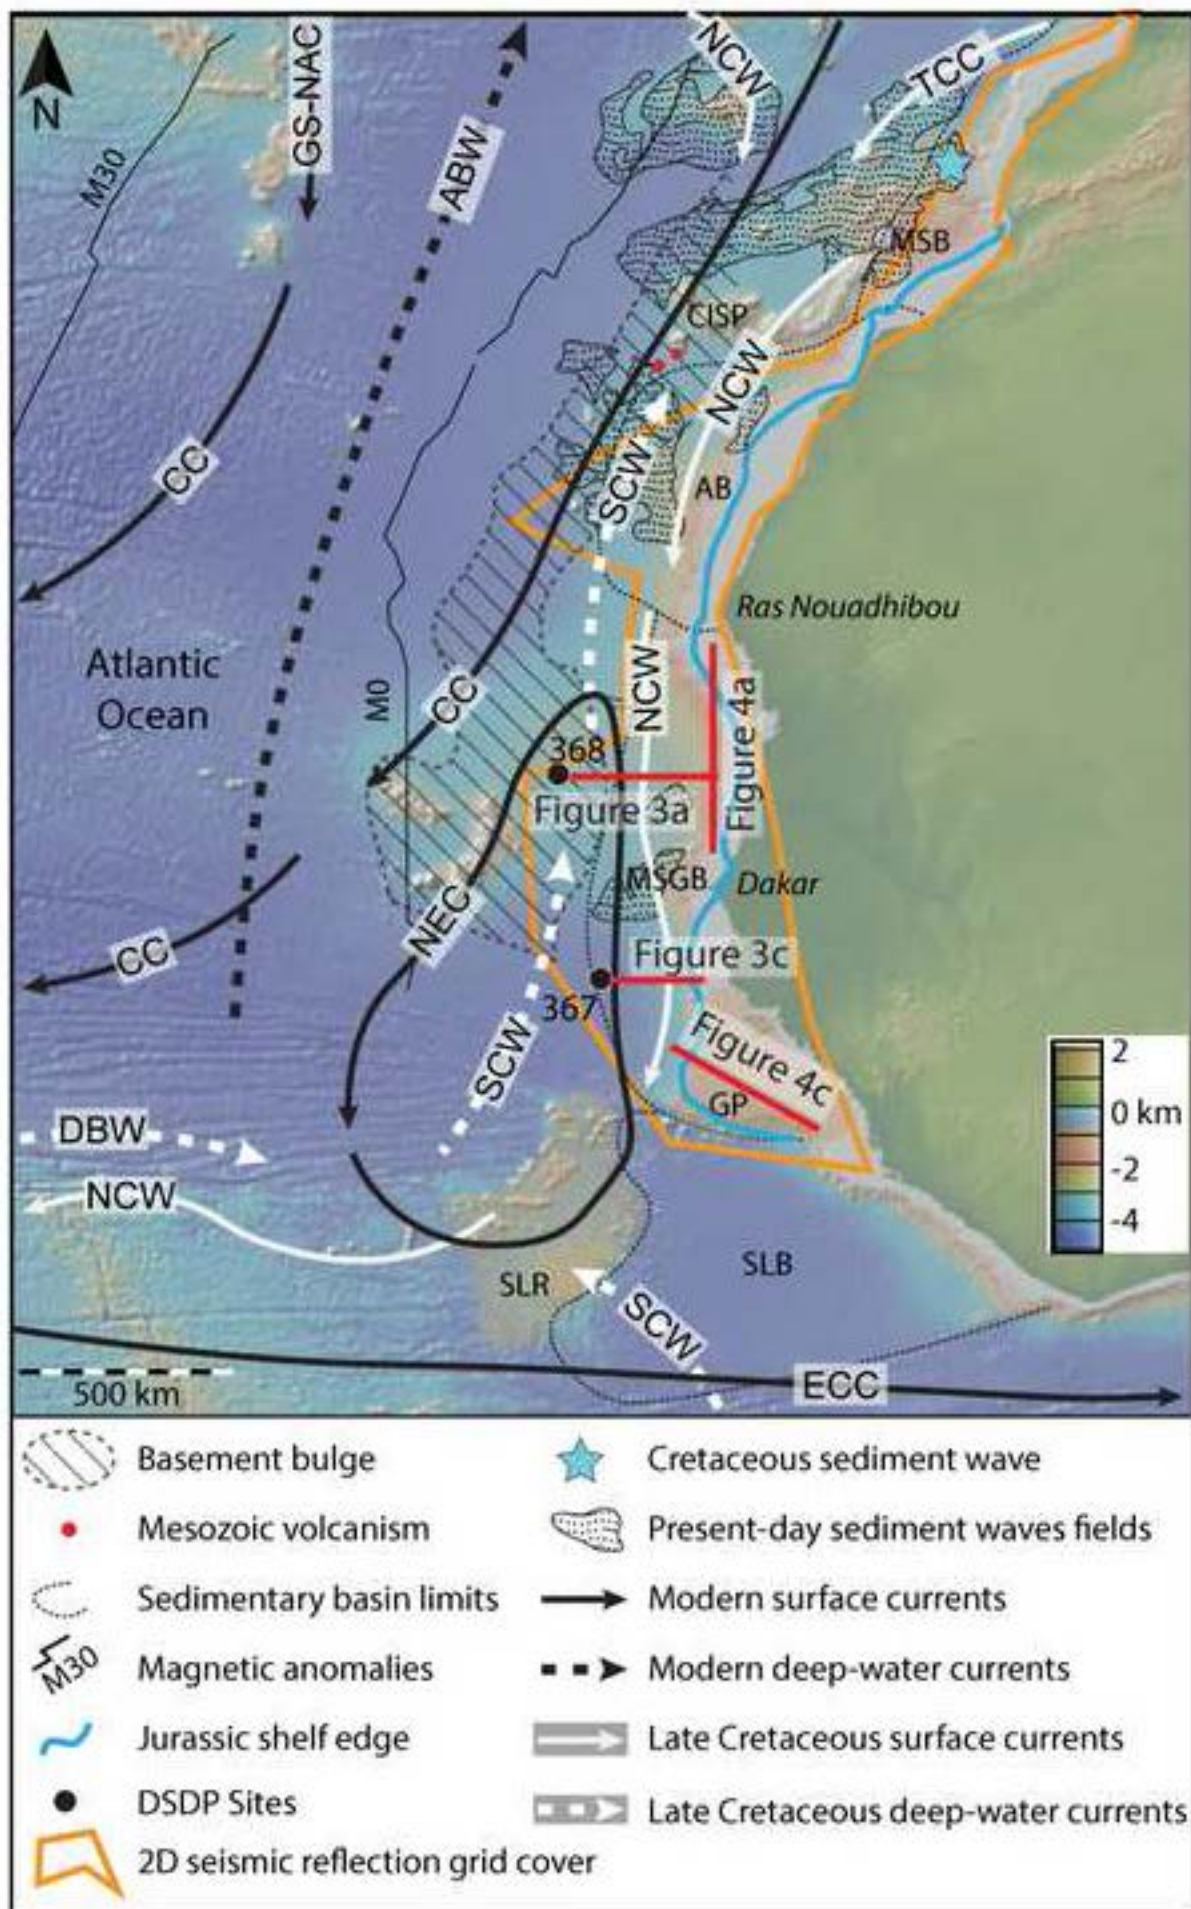 N
M30
GS-NAC
ABW
NCW
TCC
MSB
CISP
NCW
CC
SCW
AB
Ras Nouadhibou
Atlantic
Ocean
M0
CC
NCW
Figure 4a
368
Figure 3a
MSGB
Dakar
NEC
CC
Figure 3c
367
SCW
Figure 4c
GP
DBW
NCW
SLR
SLB
SCW
ECC
500 km
2
0 km
-2
-4
Basement bulge
Mesozoic volcanism
Sedimentary basin limits
M30
Magnetic anomalies
Jurassic shelf edge
DSDP Sites
2D seismic reflection grid cover
Cretaceous sediment wave
Present-day sediment waves fields
Modern surface currents
Modern deep-water currents
Late Cretaceous surface currents
Late Cretaceous deep-water currents